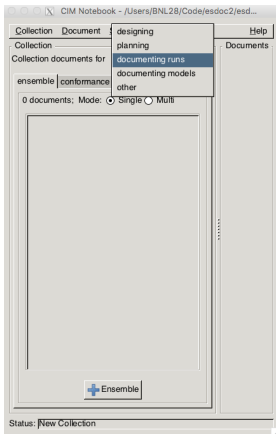 CIM Notebook - /Users/BNL28/Code/esdoc2/esd...
Collection Document Help
designing
planning
documenting runs
documenting models
other
Collection
Documents
Collection documents for
ensemble conformance
0 documents; Mode: Single Multi
Ensemble
Status: New Collection